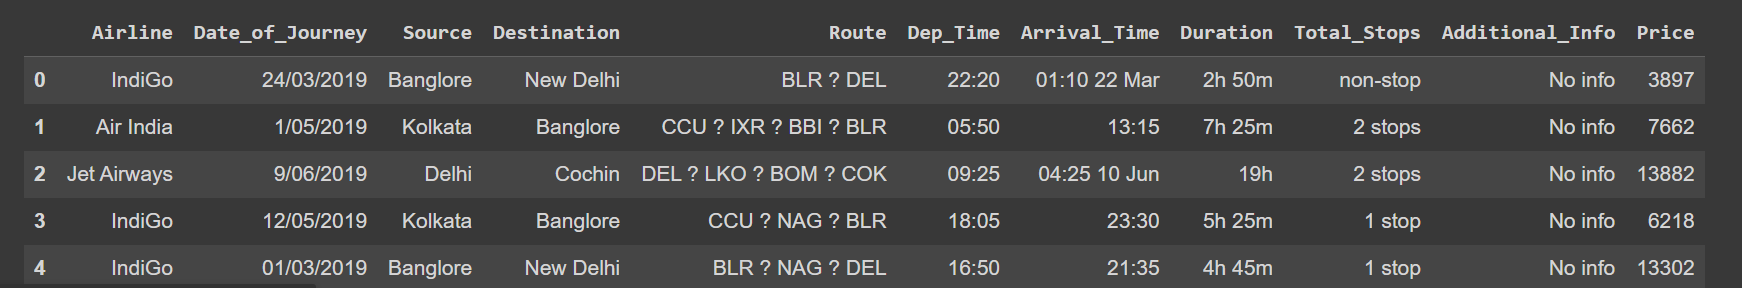 Airline Date_of_Journey Source Destination Route Dep_Time Arrival_Time Duration Total_Stops Additional_Info Price
0 IndiGo 24/03/2019 Banglore New Delhi BLR ? DEL 22:20 01:10 22 Mar 2h 50m non-stop No info 3897
1 Air India 1/05/2019 Kolkata Banglore CCU ? IXR ? BBI ? BLR 05:50 13:15 7h 25m 2 stops No info 7662
2 Jet Airways 9/06/2019 Delhi Cochin DEL ? LKO ? BOM ? COK 09:25 04:25 10 Jun 19h 2 stops No info 13882
3 IndiGo 12/05/2019 Kolkata Banglore CCU ? NAG ? BLR 18:05 23:30 5h 25m 1 stop No info 6218
4 IndiGo 01/03/2019 Banglore New Delhi BLR ? NAG ? DEL 16:50 21:35 4h 45m 1 stop No info 13302